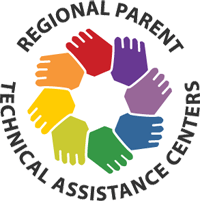 REGIONAL PARENT
TECHNICAL ASSISTANCE CENTERS